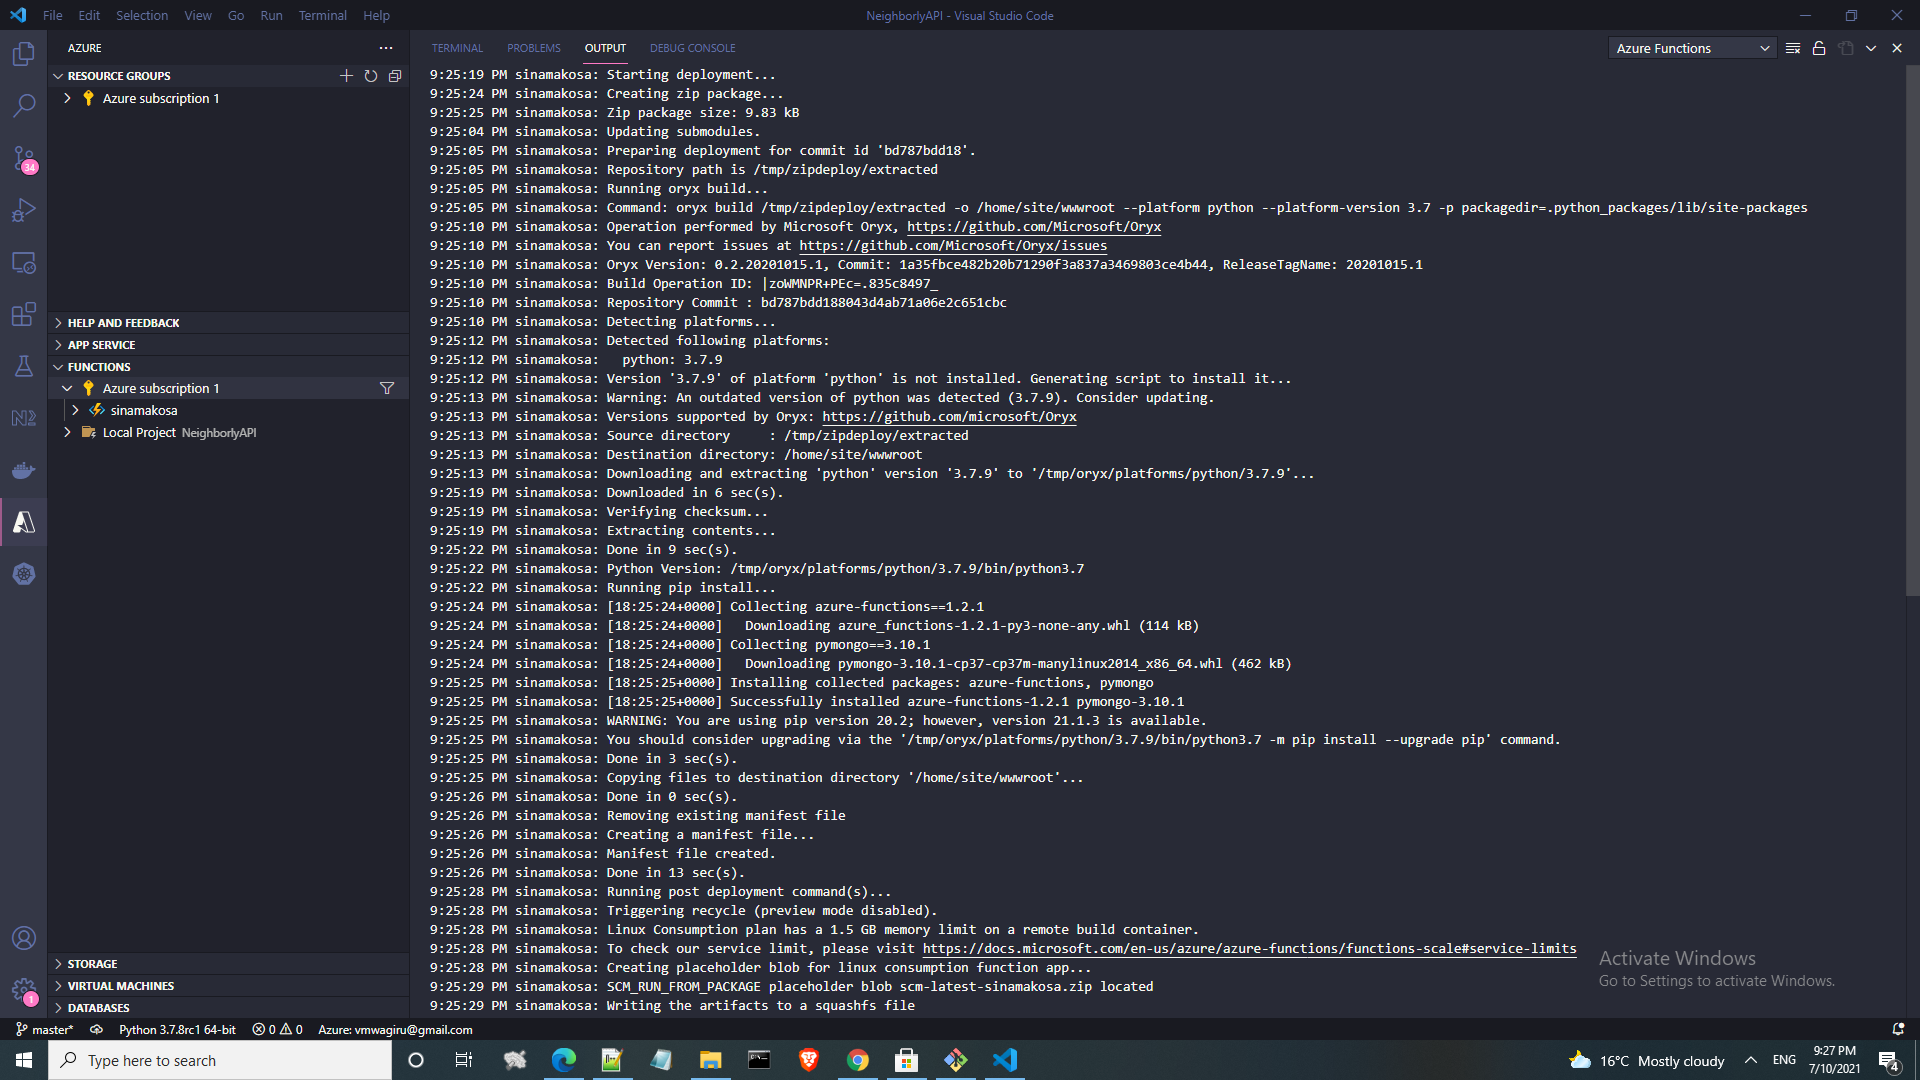 File Edit Selection View Go Run Terminal Help
NeighborlyAPI - Visual Studio Code
AZURE
RESOURCE GROUPS
Azure subscription 1
HELP AND FEEDBACK
APP SERVICE
FUNCTIONS
Azure subscription 1
sinamakosa
Local Project NeighborlyAPI
STORAGE
VIRTUAL MACHINES
DATABASES
34
N2
1
TERMINAL PROBLEMS OUTPUT DEBUG CONSOLE
Azure Functions
9:25:19 PM sinamakosa: Starting deployment...
9:25:24 PM sinamakosa: Creating zip package...
9:25:25 PM sinamakosa: Zip package size: 9.83 kB
9:25:04 PM sinamakosa: Updating submodules.
9:25:05 PM sinamakosa: Preparing deployment for commit id 'bd787bdd18'.
9:25:05 PM sinamakosa: Repository path is /tmp/zipdeploy/extracted
9:25:05 PM sinamakosa: Running oryx build...
9:25:05 PM sinamakosa: Command: oryx build /tmp/zipdeploy/extracted -o /home/site/wwwroot --platform python --platform-version 3.7 -p packagedir=.python_packages/lib/site-packages
9:25:10 PM sinamakosa: Operation performed by Microsoft Oryx, https://github.com/Microsoft/Oryx
9:25:10 PM sinamakosa: You can report issues at https://github.com/Microsoft/Oryx/issues
9:25:10 PM sinamakosa: Oryx Version: 0.2.20201015.1, Commit: 1a35fbce482b20b71290f3a837a3469803ce4b44, ReleaseTagName: 20201015.1
9:25:10 PM sinamakosa: Build Operation ID: |zoWMNPR+PEc=.835c8497_
9:25:10 PM sinamakosa: Repository Commit : bd787bdd188043d4ab71a06e2c651cbc
9:25:10 PM sinamakosa: Detecting platforms...
9:25:12 PM sinamakosa: Detected following platforms:
9:25:12 PM sinamakosa:   python: 3.7.9
9:25:12 PM sinamakosa: Version '3.7.9' of platform 'python' is not installed. Generating script to install it...
9:25:13 PM sinamakosa: Warning: An outdated version of python was detected (3.7.9). Consider updating.
9:25:13 PM sinamakosa: Versions supported by Oryx: https://github.com/microsoft/Oryx
9:25:13 PM sinamakosa: Source directory     : /tmp/zipdeploy/extracted
9:25:13 PM sinamakosa: Destination directory: /home/site/wwwroot
9:25:13 PM sinamakosa: Downloading and extracting 'python' version '3.7.9' to '/tmp/oryx/platforms/python/3.7.9'...
9:25:19 PM sinamakosa: Downloaded in 6 sec(s).
9:25:19 PM sinamakosa: Verifying checksum...
9:25:19 PM sinamakosa: Extracting contents...
9:25:22 PM sinamakosa: Done in 9 sec(s).
9:25:22 PM sinamakosa: Python Version: /tmp/oryx/platforms/python/3.7.9/bin/python3.7
9:25:22 PM sinamakosa: Running pip install...
9:25:24 PM sinamakosa: [18:25:24+0000] Collecting azure-functions==1.2.1
9:25:24 PM sinamakosa: [18:25:24+0000]   Downloading azure_functions-1.2.1-py3-none-any.whl (114 kB)
9:25:24 PM sinamakosa: [18:25:24+0000] Collecting pymongo==3.10.1
9:25:24 PM sinamakosa: [18:25:24+0000]   Downloading pymongo-3.10.1-cp37-cp37m-manylinux2014_x86_64.whl (462 kB)
9:25:25 PM sinamakosa: [18:25:25+0000] Installing collected packages: azure-functions, pymongo
9:25:25 PM sinamakosa: [18:25:25+0000] Successfully installed azure-functions-1.2.1 pymongo-3.10.1
9:25:25 PM sinamakosa: WARNING: You are using pip version 20.2; however, version 21.1.3 is available.
9:25:25 PM sinamakosa: You should consider upgrading via the '/tmp/oryx/platforms/python/3.7.9/bin/python3.7 -m pip install --upgrade pip' command.
9:25:25 PM sinamakosa: Done in 3 sec(s).
9:25:25 PM sinamakosa: Copying files to destination directory '/home/site/wwwroot'...
9:25:26 PM sinamakosa: Done in 0 sec(s).
9:25:26 PM sinamakosa: Removing existing manifest file
9:25:26 PM sinamakosa: Creating a manifest file...
9:25:26 PM sinamakosa: Manifest file created.
9:25:26 PM sinamakosa: Done in 13 sec(s).
9:25:28 PM sinamakosa: Running post deployment command(s)...
9:25:28 PM sinamakosa: Triggering recycle (preview mode disabled).
9:25:28 PM sinamakosa: Linux Consumption plan has a 1.5 GB memory limit on a remote build container.
9:25:28 PM sinamakosa: To check our service limit, please visit https://docs.microsoft.com/en-us/azure/azure-functions/functions-scale#service-limits
9:25:28 PM sinamakosa: Creating placeholder blob for linux consumption function app...
9:25:29 PM sinamakosa: SCM_RUN_FROM_PACKAGE placeholder blob scm-latest-sinamakosa.zip located
9:25:29 PM sinamakosa: Writing the artifacts to a squashfs file
Activate Windows
Go to Settings to activate Windows.
master* Python 3.7.8rc1 64-bit 0 0 Azure: vmwagiru@gmail.com
Type here to search
16°C Mostly cloudy ENG
9:27 PM
7/10/2021
4